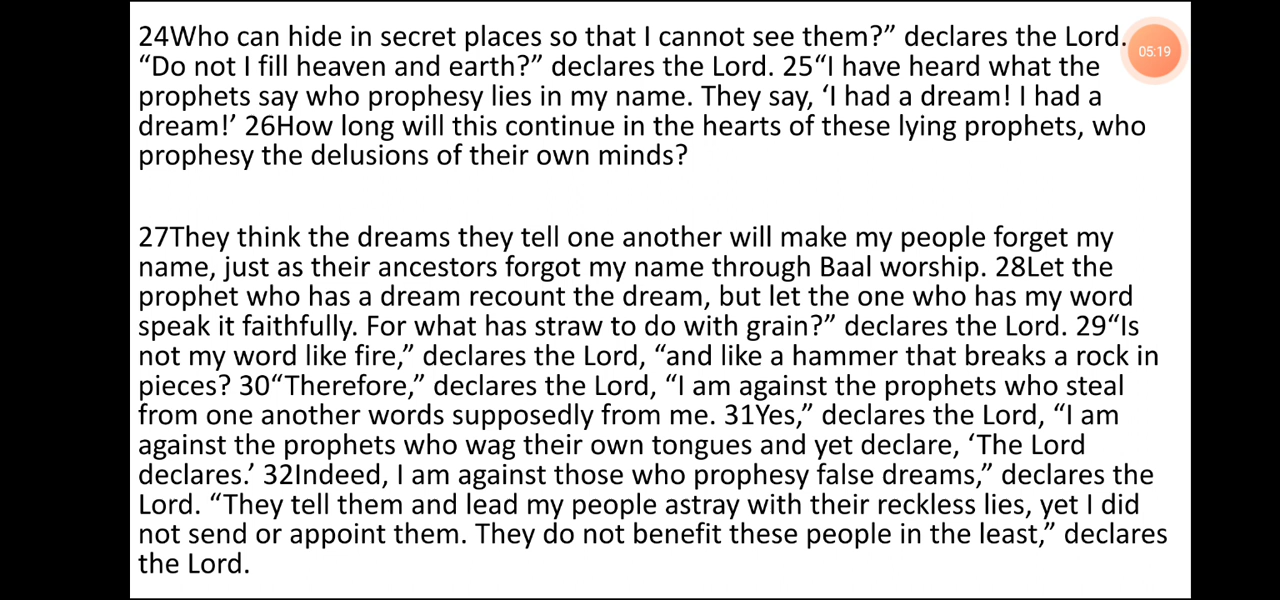 24Who can hide in secret places so that I cannot see them?” declares the Lord.
05:19
“Do not I fill heaven and earth?” declares the Lord. 25“I have heard what the
prophets say who prophesy lies in my name. They say, ‘I had a dream! I had a
dream!’ 26How long will this continue in the hearts of these lying prophets, who
prophesy the delusions of their own minds?
27They think the dreams they tell one another will make my people forget my
name, just as their ancestors forgot my name through Baal worship. 28Let the
prophet who has a dream recount the dream, but let the one who has my word
speak it faithfully. For what has straw to do with grain?” declares the Lord. 29“Is
not my word like fire,” declares the Lord, “and like a hammer that breaks a rock in
pieces? 30“Therefore,” declares the Lord, “I am against the prophets who steal
from one another words supposedly from me. 31Yes,” declares the Lord, “I am
against the prophets who wag their own tongues and yet declare, ‘The Lord
declares.’ 32Indeed, I am against those who prophesy false dreams,” declares the
Lord. “They tell them and lead my people astray with their reckless lies, yet I did
not send or appoint them. They do not benefit these people in the least,” declares
the Lord.